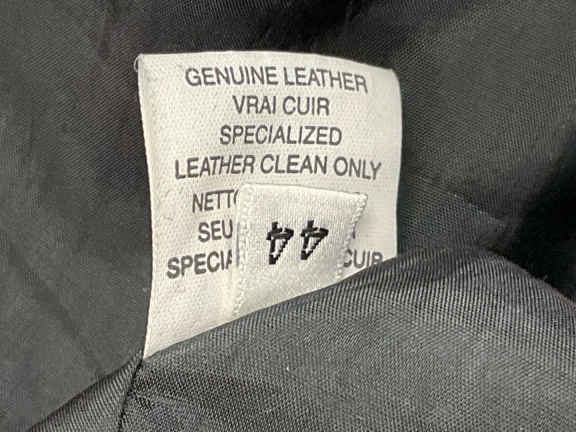 GENUINE LEATHER
VRAI CUIR
SPECIALIZED
LEATHER CLEAN ONLY
CUIR
44